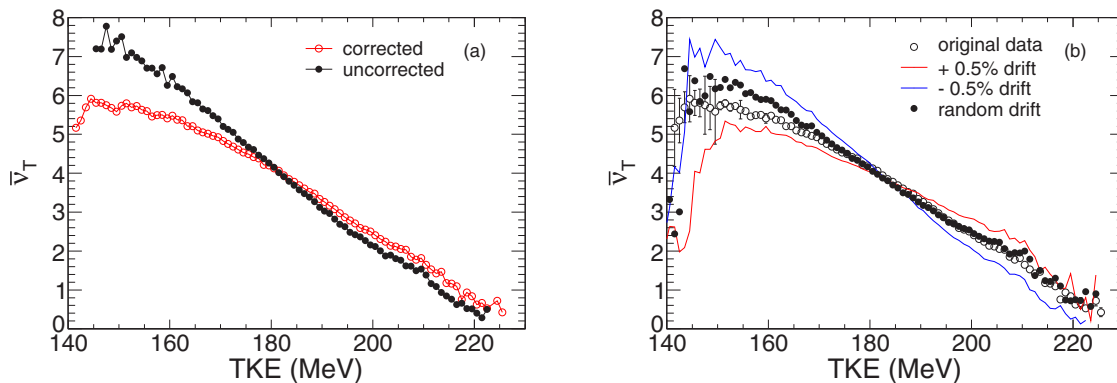 8
7
6
5
4
3
2
1
0
ν̄_T
corrected
uncorrected
(a)
140 160 180 200 220
TKE (MeV)
8
7
6
5
4
3
2
1
0
ν̄_T
original data
+ 0.5% drift
- 0.5% drift
random drift
(b)
140 160 180 200 220
TKE (MeV)